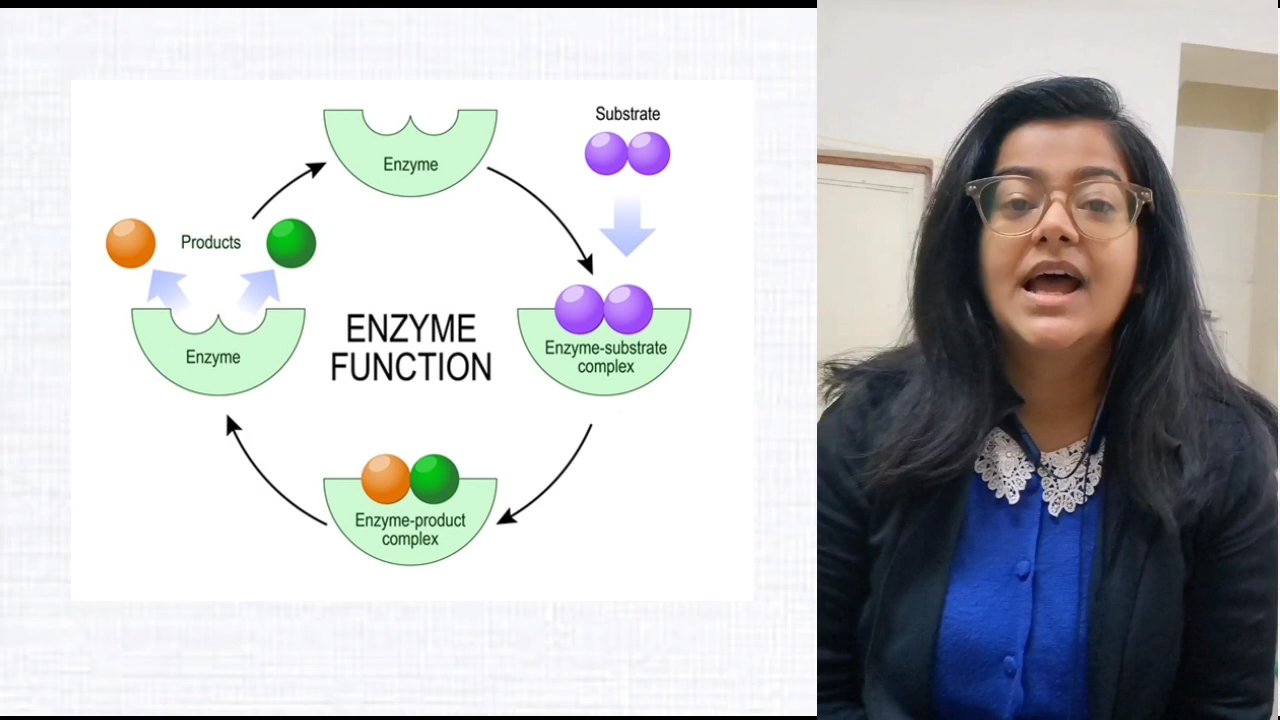 Substrate
Enzyme
Products
Enzyme
ENZYME
FUNCTION
Enzyme-substrate
complex
Enzyme-product
complex